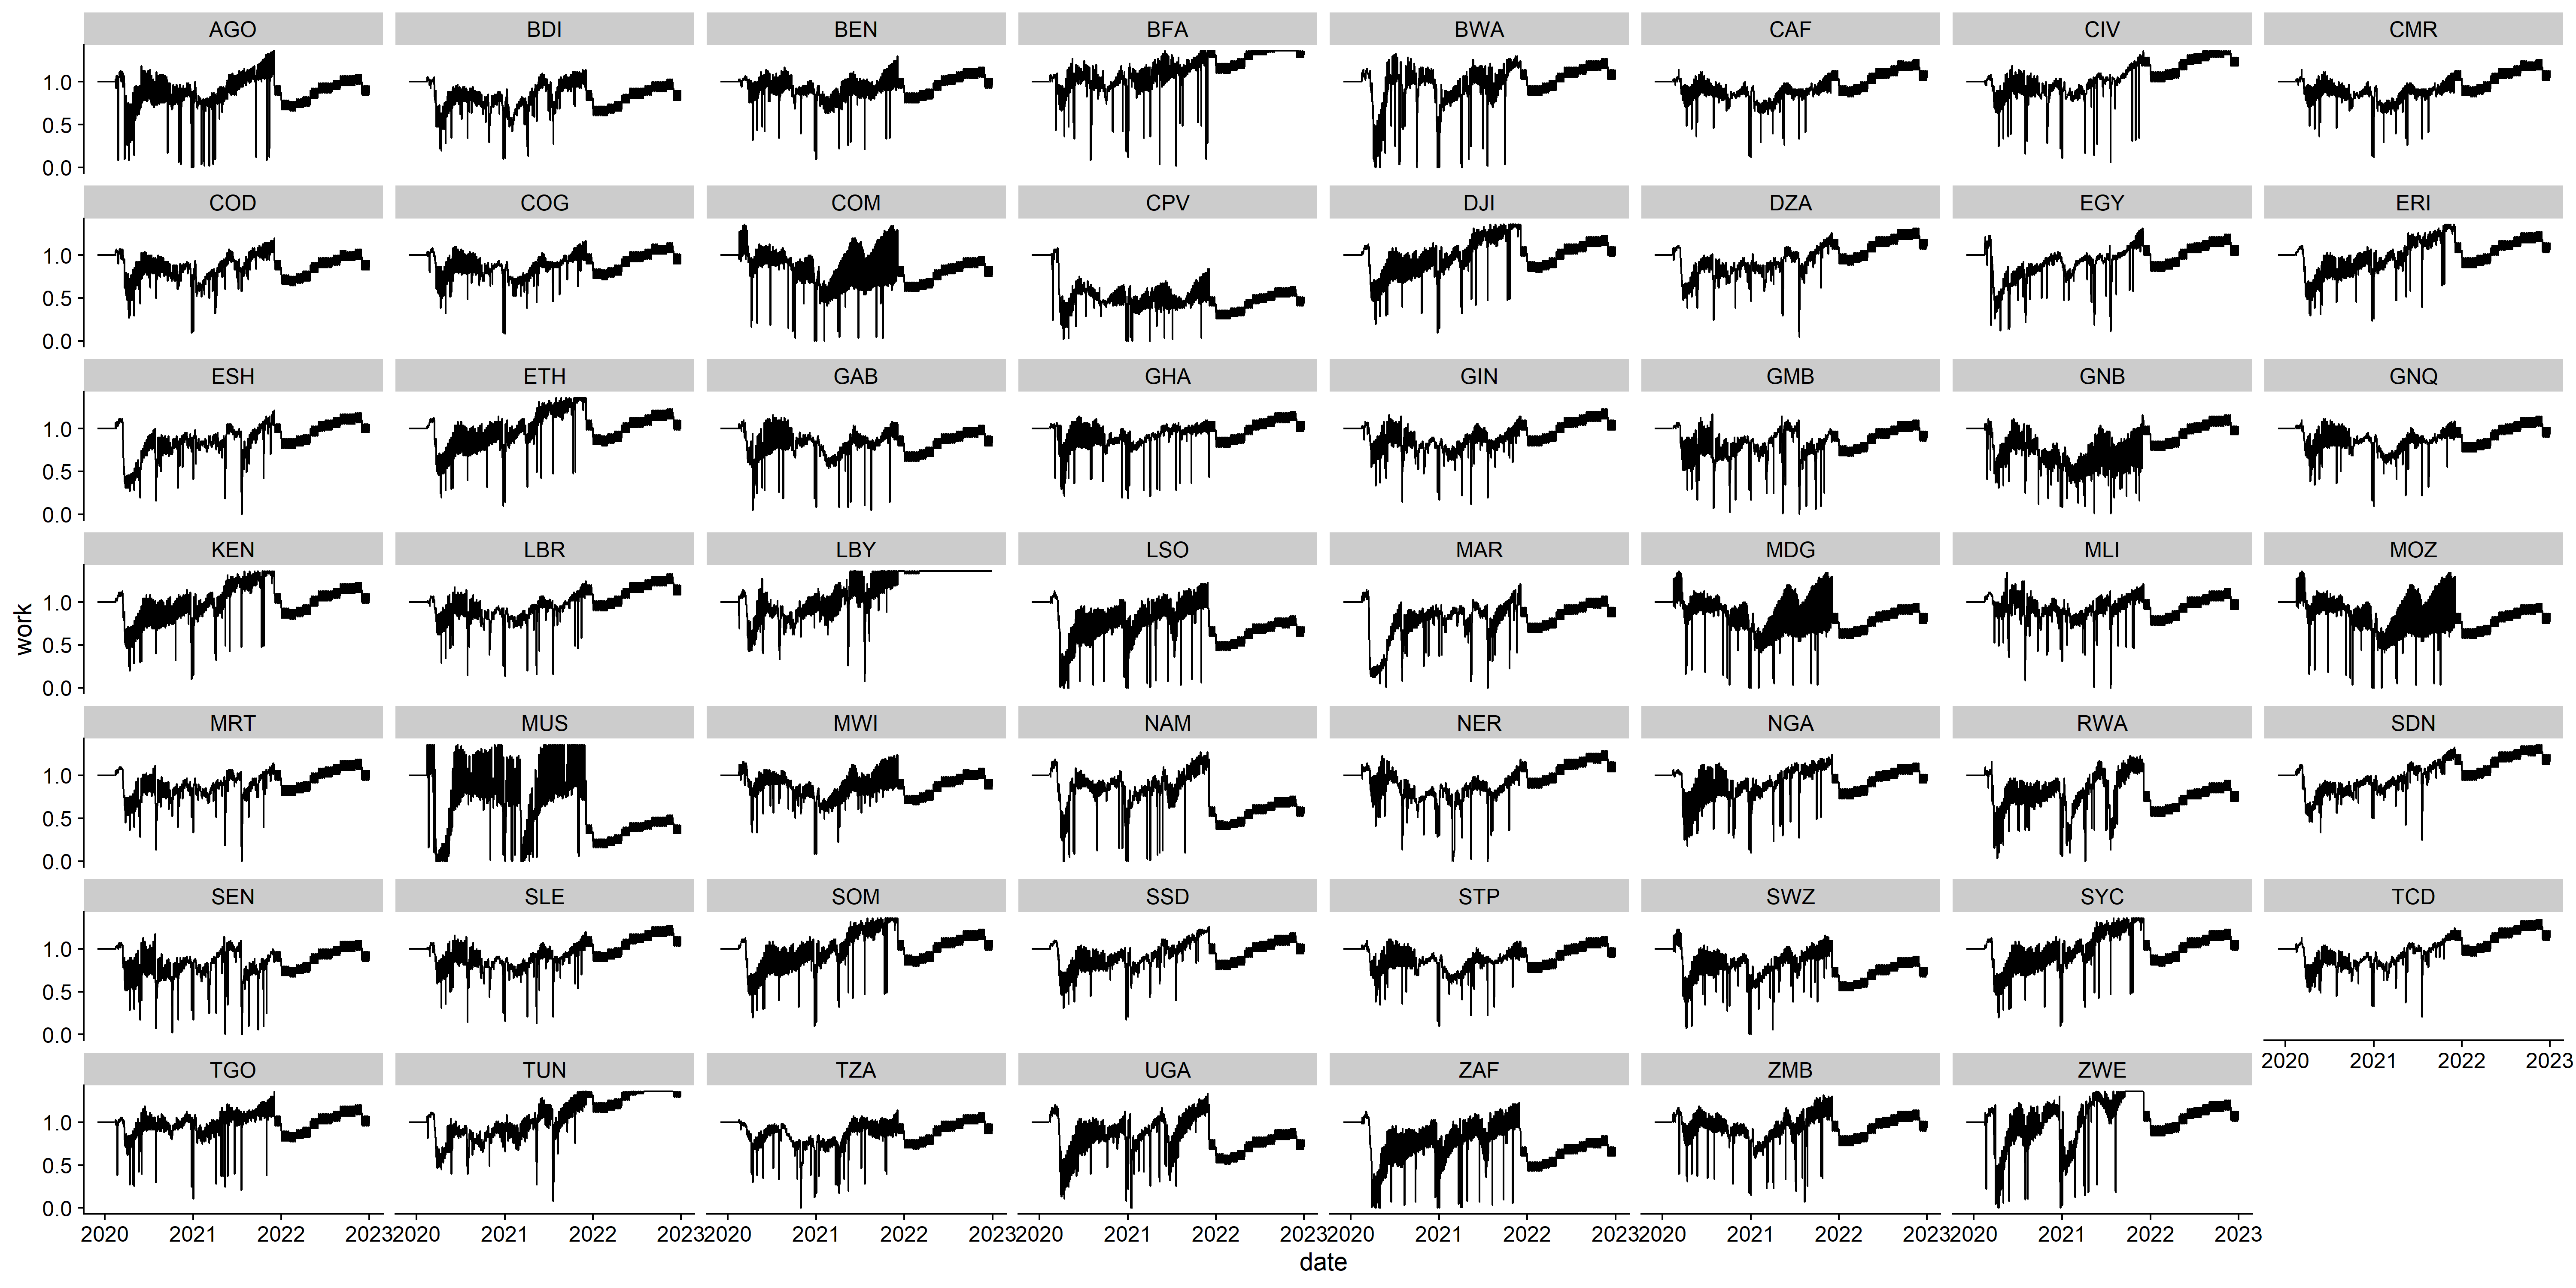 AGO BDI BEN BFA BWA CAF CIV CMR
1.0
0.5
0.0
COD COG COM CPV DJI DZA EGY ERI
1.0
0.5
0.0
ESH ETH GAB GHA GIN GMB GNB GNQ
1.0
0.5
0.0
KEN LBR LBY LSO MAR MDG MLI MOZ
1.0
work
0.5
0.0
MRT MUS MWI NAM NER NGA RWA SDN
1.0
0.5
0.0
SEN SLE SOM SSD STP SWZ SYC TCD
1.0
0.5
0.0
2020 2021 2022 2023
TGO TUN TZA UGA ZAF ZMB ZWE
1.0
0.5
0.0
2020 2021 2022 2023 2020 2021 2022 2023 2020 2021 2022 2023 2020 2021 2022 2023 2020 2021 2022 2023 2020 2021 2022 2023 2020 2021 2022 2023
date